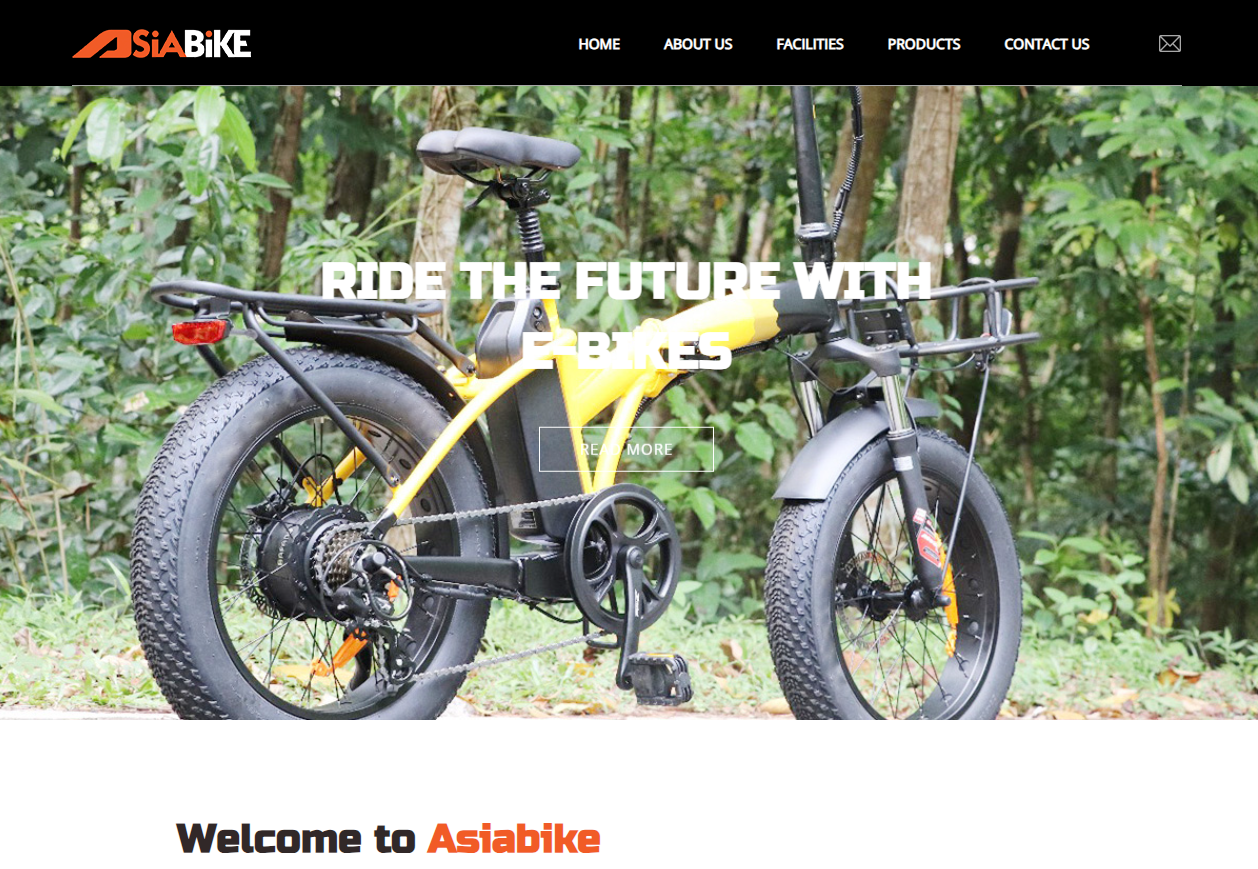 ASiABiKE
HOME ABOUT US FACILITIES PRODUCTS CONTACT US
RIDE THE FUTURE WITH
E-BIKES
READ MORE
Welcome to Asiabike